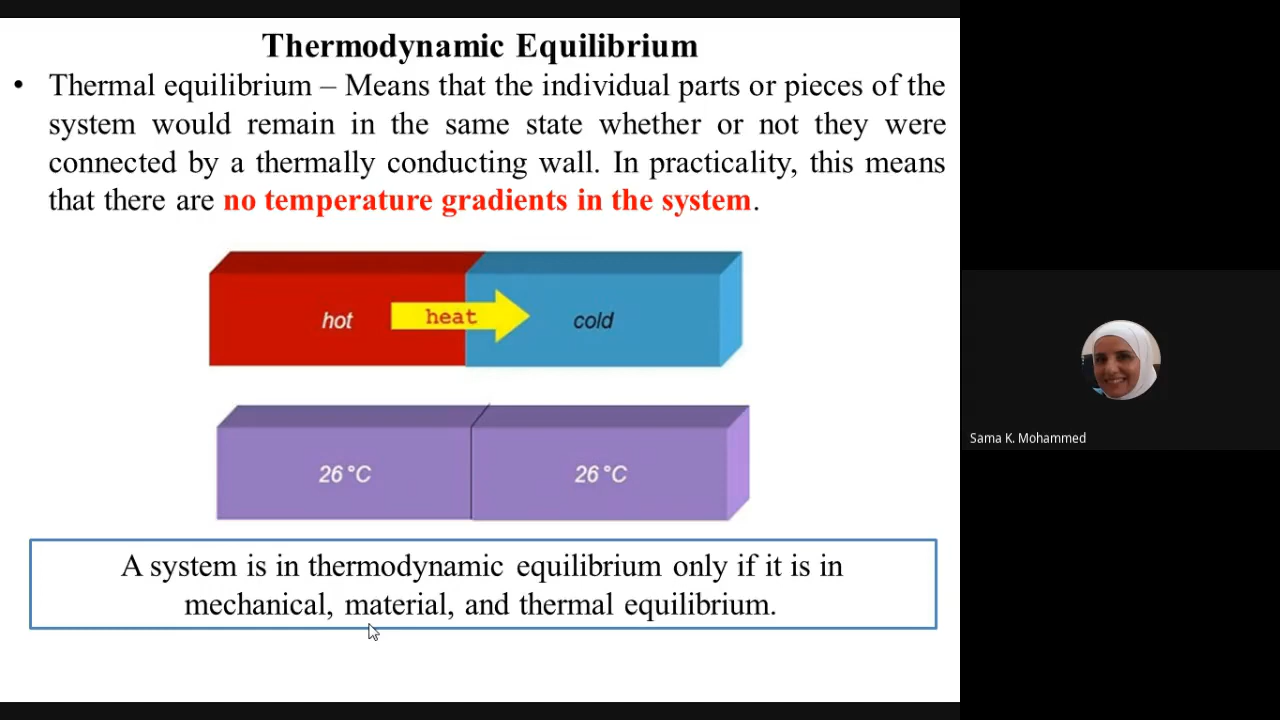 Thermodynamic Equilibrium
• Thermal equilibrium – Means that the individual parts or pieces of the
system would remain in the same state whether or not they were
connected by a thermally conducting wall. In practicality, this means
that there are no temperature gradients in the system.
hot heat cold
26°C 26°C
A system is in thermodynamic equilibrium only if it is in
mechanical, material, and thermal equilibrium.
Sama K. Mohammed